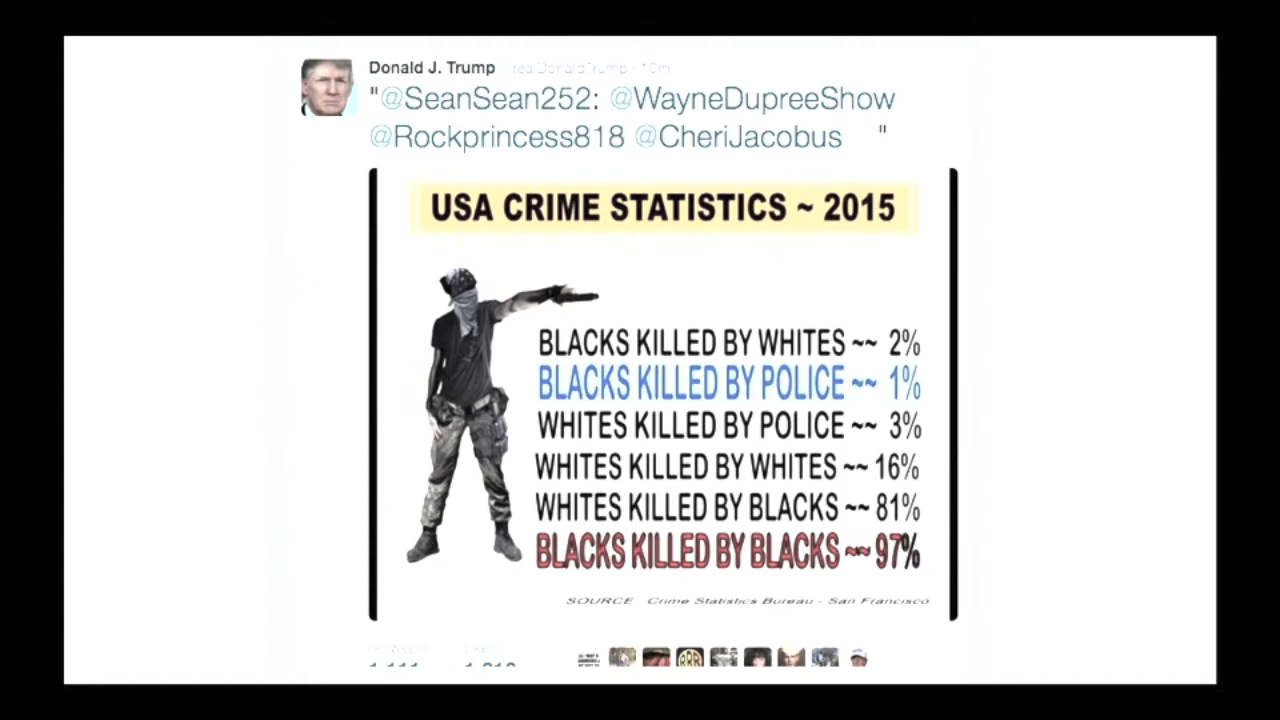 Donald J. Trump
"@SeanSean252: @WayneDupreeShow
@Rockprincess818 @CheriJacobus "
USA CRIME STATISTICS ~ 2015
BLACKS KILLED BY WHITES ~~ 2%
BLACKS KILLED BY POLICE ~~ 1%
WHITES KILLED BY POLICE ~~ 3%
WHITES KILLED BY WHITES ~~ 16%
WHITES KILLED BY BLACKS ~~ 81%
BLACKS KILLED BY BLACKS ~~ 97%
SOURCE Crime Statistics Bureau - San Francisco